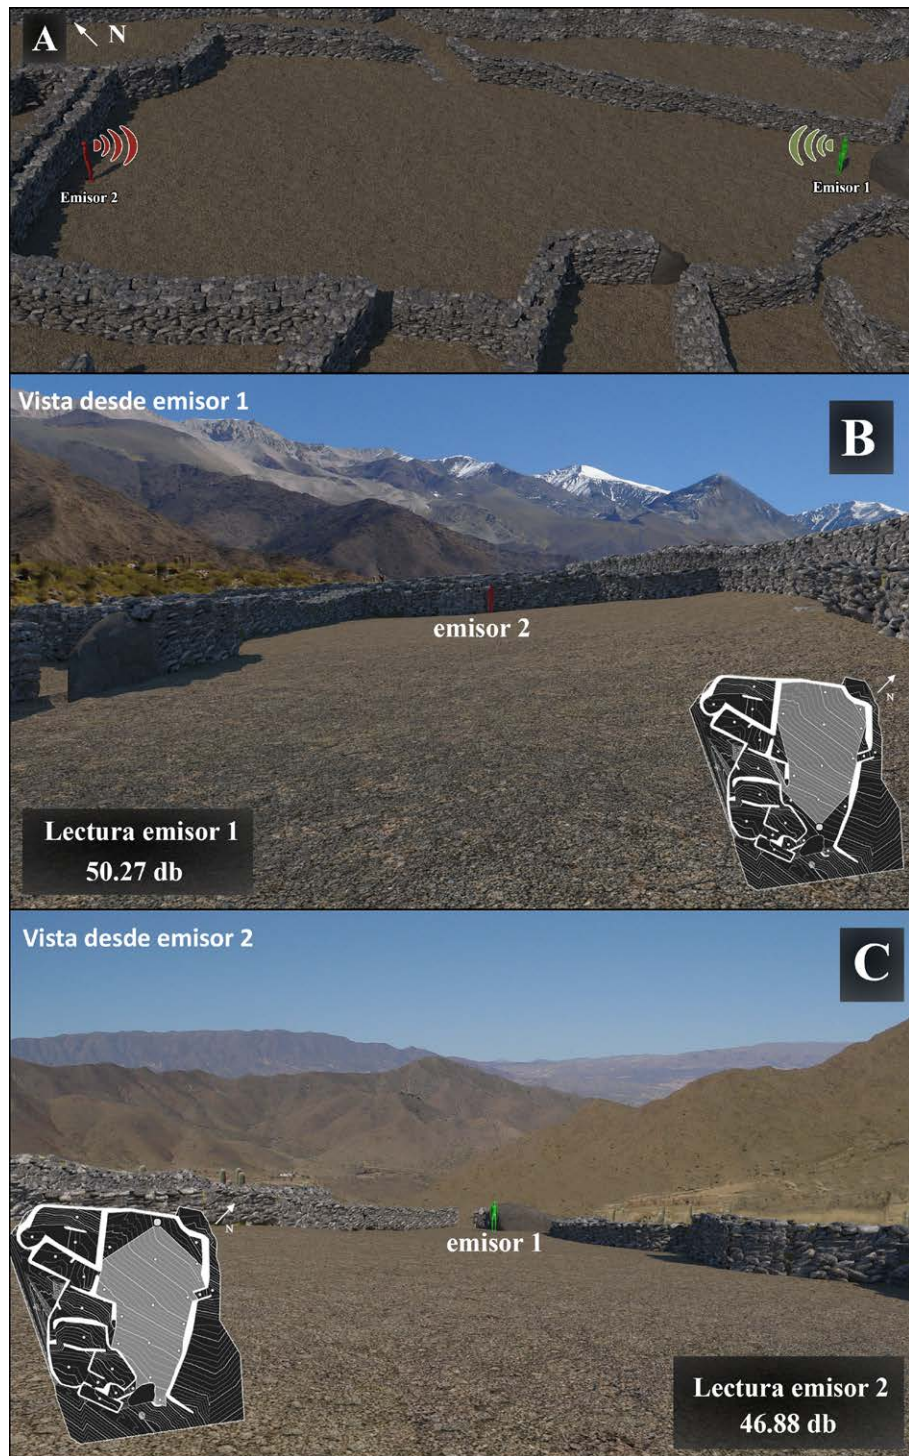 A
N
Emisor 2
Emisor 1
Vista desde emisor 1
B
emisor 2
N
Lectura emisor 1
50.27 db
Vista desde emisor 2
C
N
emisor 1
Lectura emisor 2
46.88 db